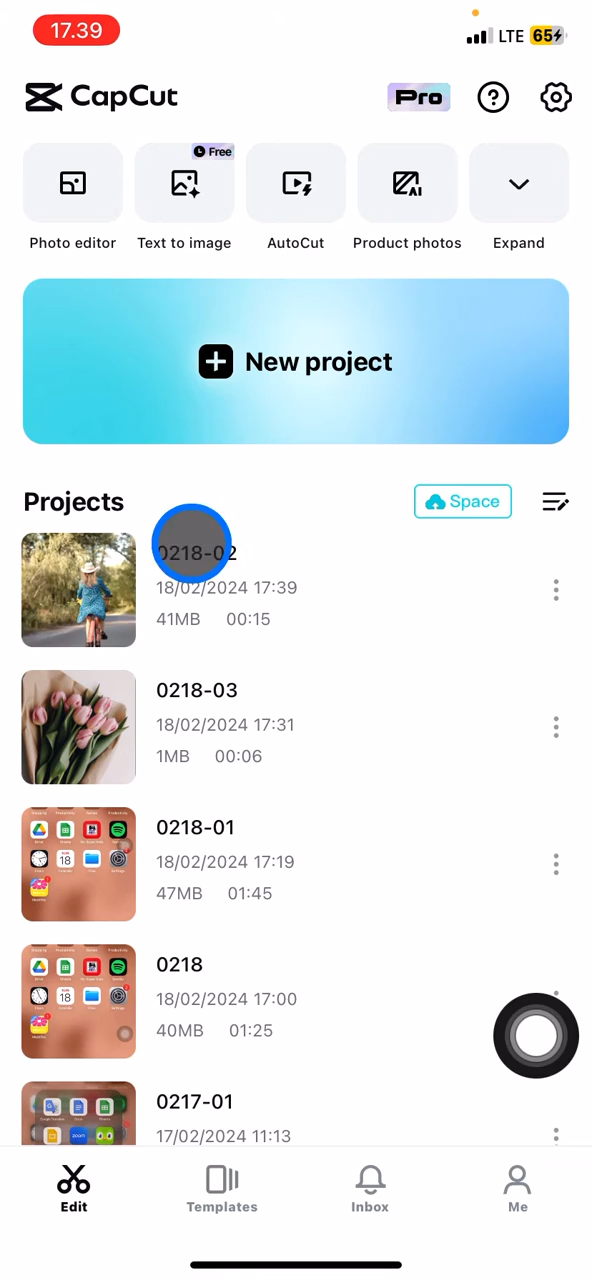 17.39
LTE 65
CapCut
Pro
Free
Photo editor
Text to image
AutoCut
AI
Product photos
Expand
New project
Projects
Space
0218-02
18/02/2024 17:39
41MB 00:15
0218-03
18/02/2024 17:31
1MB 00:06
0218-01
18/02/2024 17:19
47MB 01:45
0218
18/02/2024 17:00
40MB 01:25
0217-01
17/02/2024 11:13
Edit
Templates
Inbox
Me